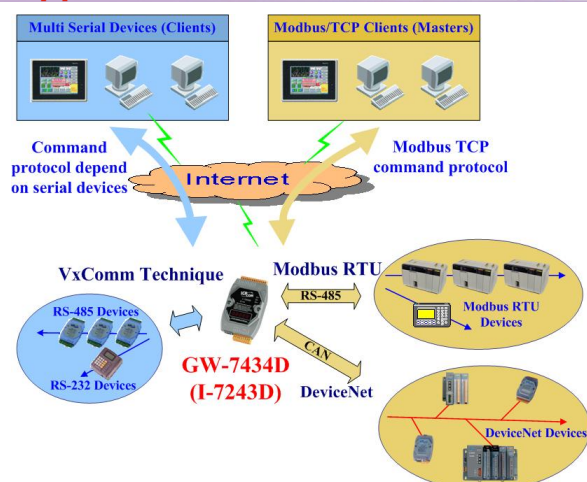 Multi Serial Devices (Clients)
Modbus/TCP Clients (Masters)
Command
protocol depend
on serial devices
Modbus TCP
command protocol
Internet
VxComm Technique
Modbus RTU
RS-485 Devices
RS-232 Devices
RS-485
Modbus RTU
Devices
GW-7434D
(I-7243D)
CAN
DeviceNet
DeviceNet Devices